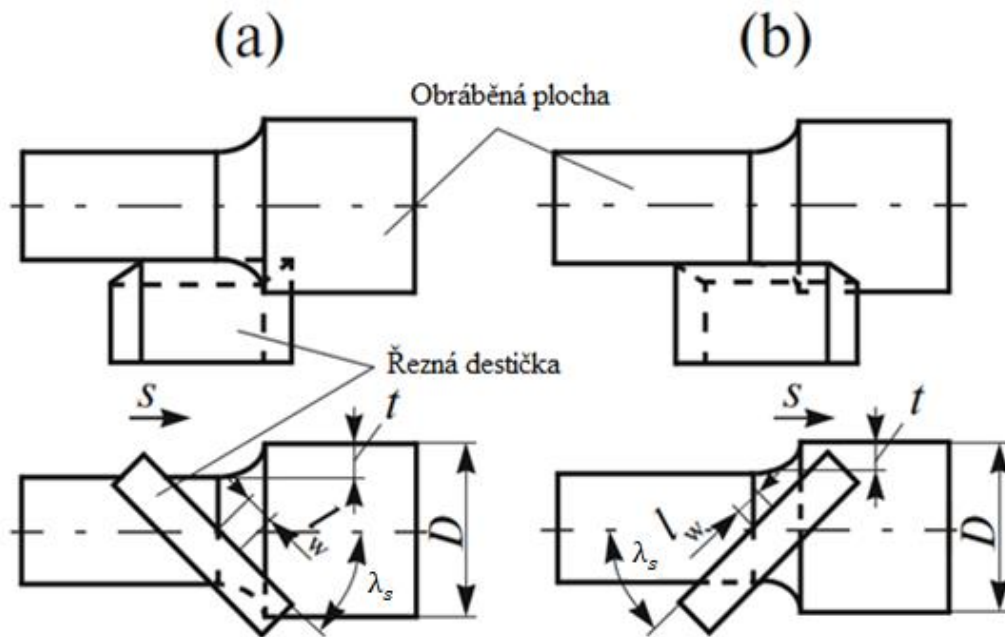 (a) (b)
Obráběná plocha
Řezná destička
s t s t
l w D l w D
λs λs